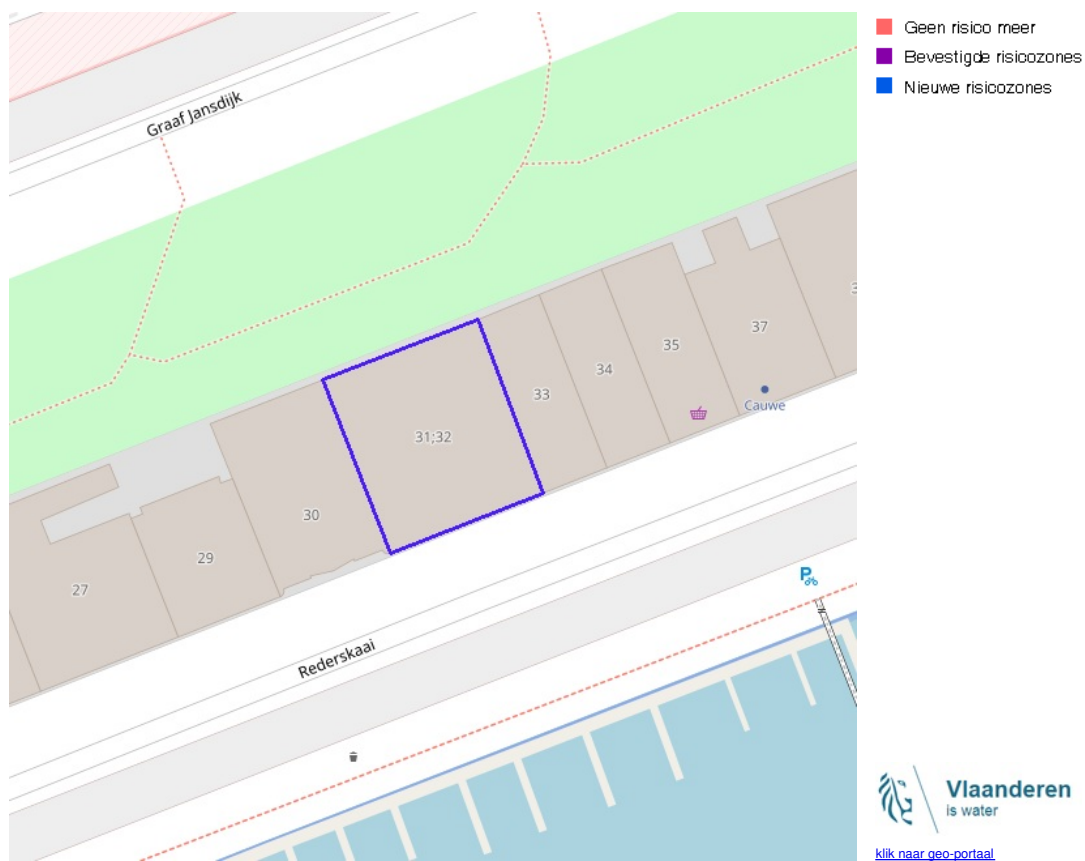 Geen risico meer
Bevestigde risicozones
Nieuwe risicozones
Graaf Jansdijk
37
35
34
33
31;32
Cauwe
30
29
27
P
Rederskaai
Vlaanderen
is water
klik naar geo-portaal